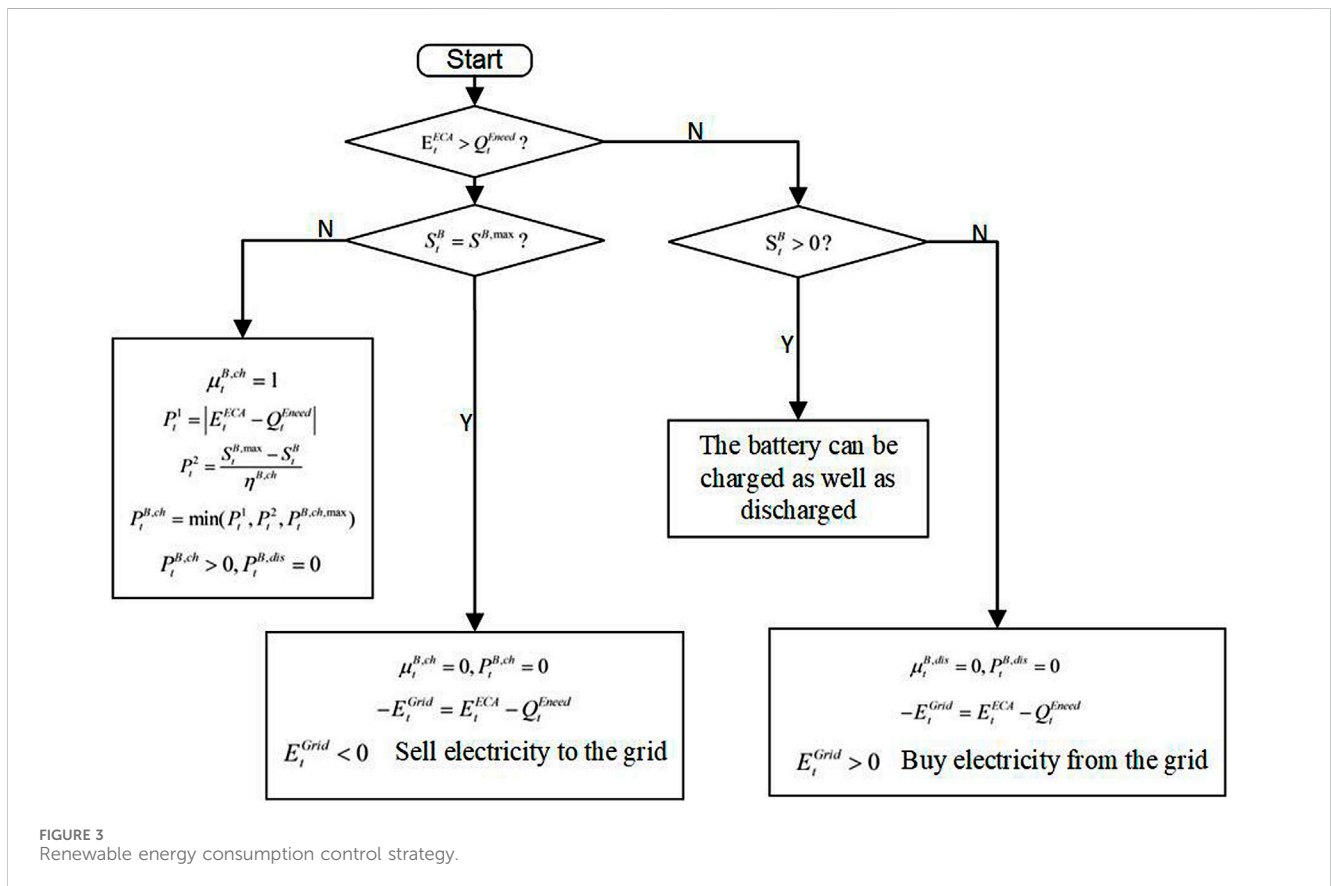 Start
E_t^{ECA} > Q_t^{Eneed} ?
N
N
S_t^B = S^{B,max} ?
S_t^B > 0 ?
N
Y
Y
μ_t^{B,ch} = 1
P_t^1 = |E_t^{ECA} − Q_t^{Eneed}|
P_t^2 = \frac{S_t^{B,max} − S_t^B}{η^{B,ch}}
P_t^{B,ch} = min(P_t^1, P_t^2, P_t^{B,ch,max})
P_t^{B,ch} > 0, P_t^{B,dis} = 0
The battery can be
charged as well as
discharged
μ_t^{B,ch} = 0, P_t^{B,ch} = 0
−E_t^{Grid} = E_t^{ECA} − Q_t^{Eneed}
E_t^{Grid} < 0 Sell electricity to the grid
μ_t^{B,dis} = 0, P_t^{B,dis} = 0
−E_t^{Grid} = E_t^{ECA} − Q_t^{Eneed}
E_t^{Grid} > 0 Buy electricity from the grid
FIGURE 3
Renewable energy consumption control strategy.